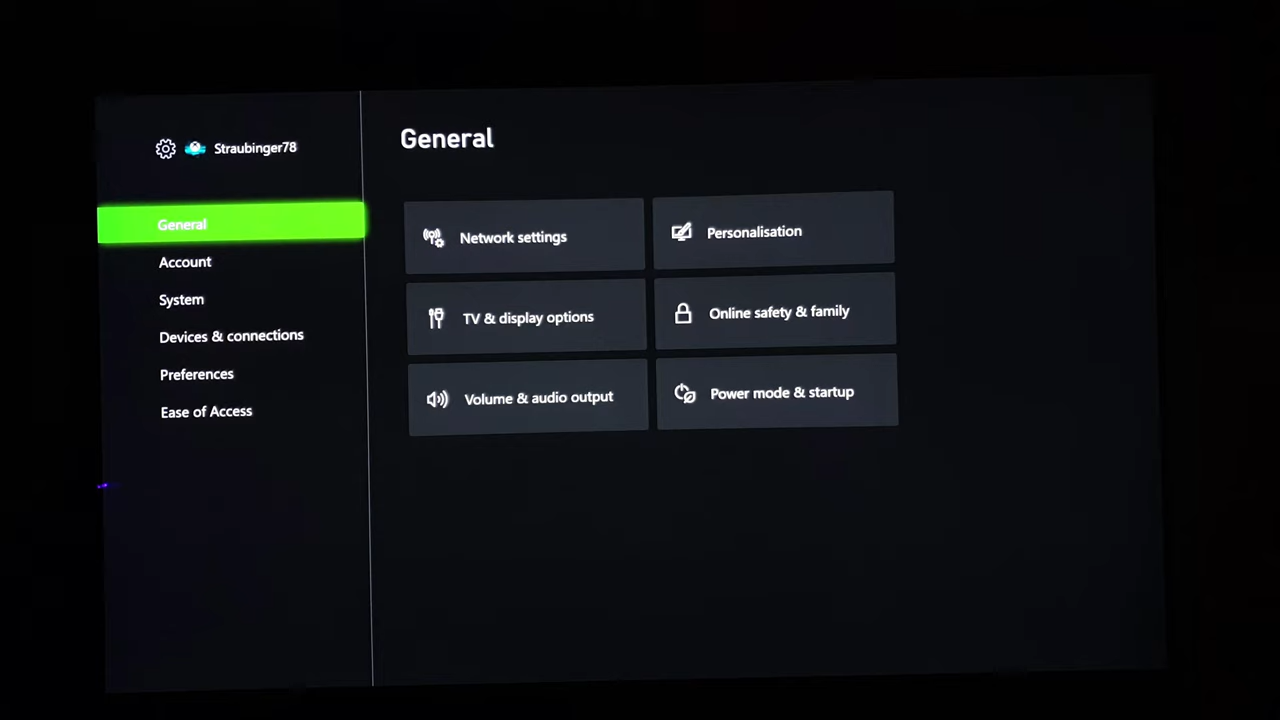 Straubinger78
General
Account
System
Devices & connections
Preferences
Ease of Access
General
Network settings
Personalisation
TV & display options
Online safety & family
Volume & audio output
Power mode & startup